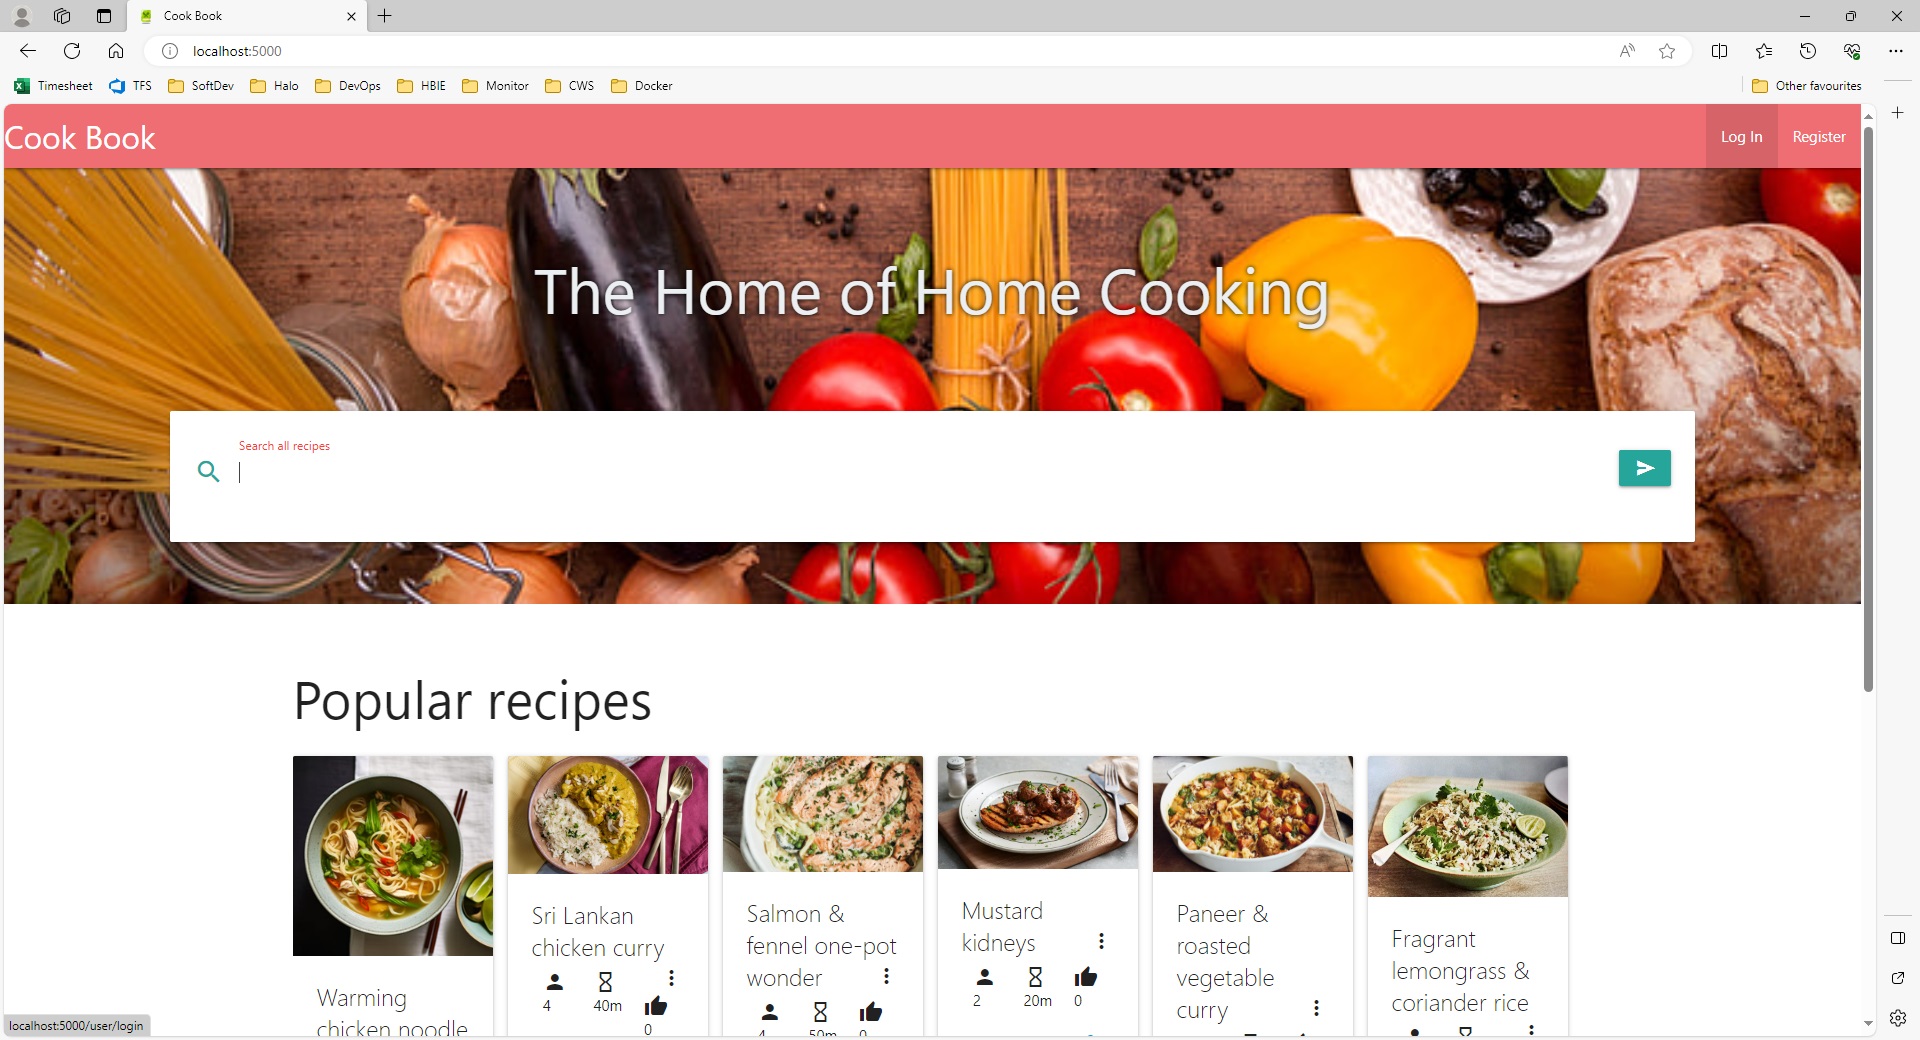 Cook Book
localhost:5000
Timesheet TFS SoftDev Halo DevOps HBIE Monitor CWS Docker Other favourites
Cook Book Log In Register
The Home of Home Cooking
Search all recipes
Popular recipes
Warming
chicken noodle
Sri Lankan
chicken curry
4 40m
0
Salmon &
fennel one-pot
wonder
4 50m 0
Mustard
kidneys
2 20m 0
Paneer &
roasted
vegetable
curry
Fragrant
lemongrass &
coriander rice
localhost:5000/user/login